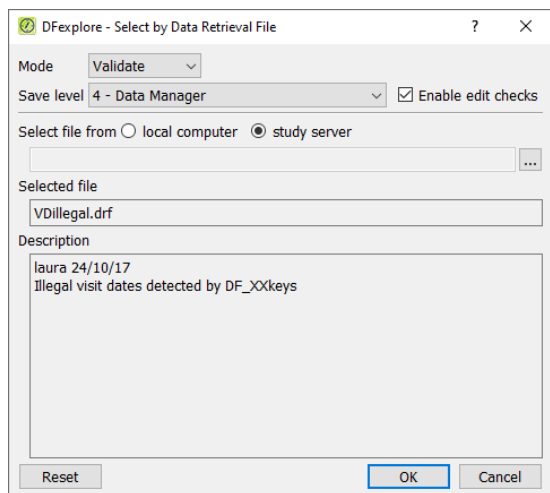 DFexplore - Select by Data Retrieval File ? X
Mode Validate
Save level 4 - Data Manager Enable edit checks
Select file from local computer study server
...
Selected file
VDillegal.drf
Description
laura 24/10/17
Illegal visit dates detected by DF_XXkeys
Reset OK Cancel